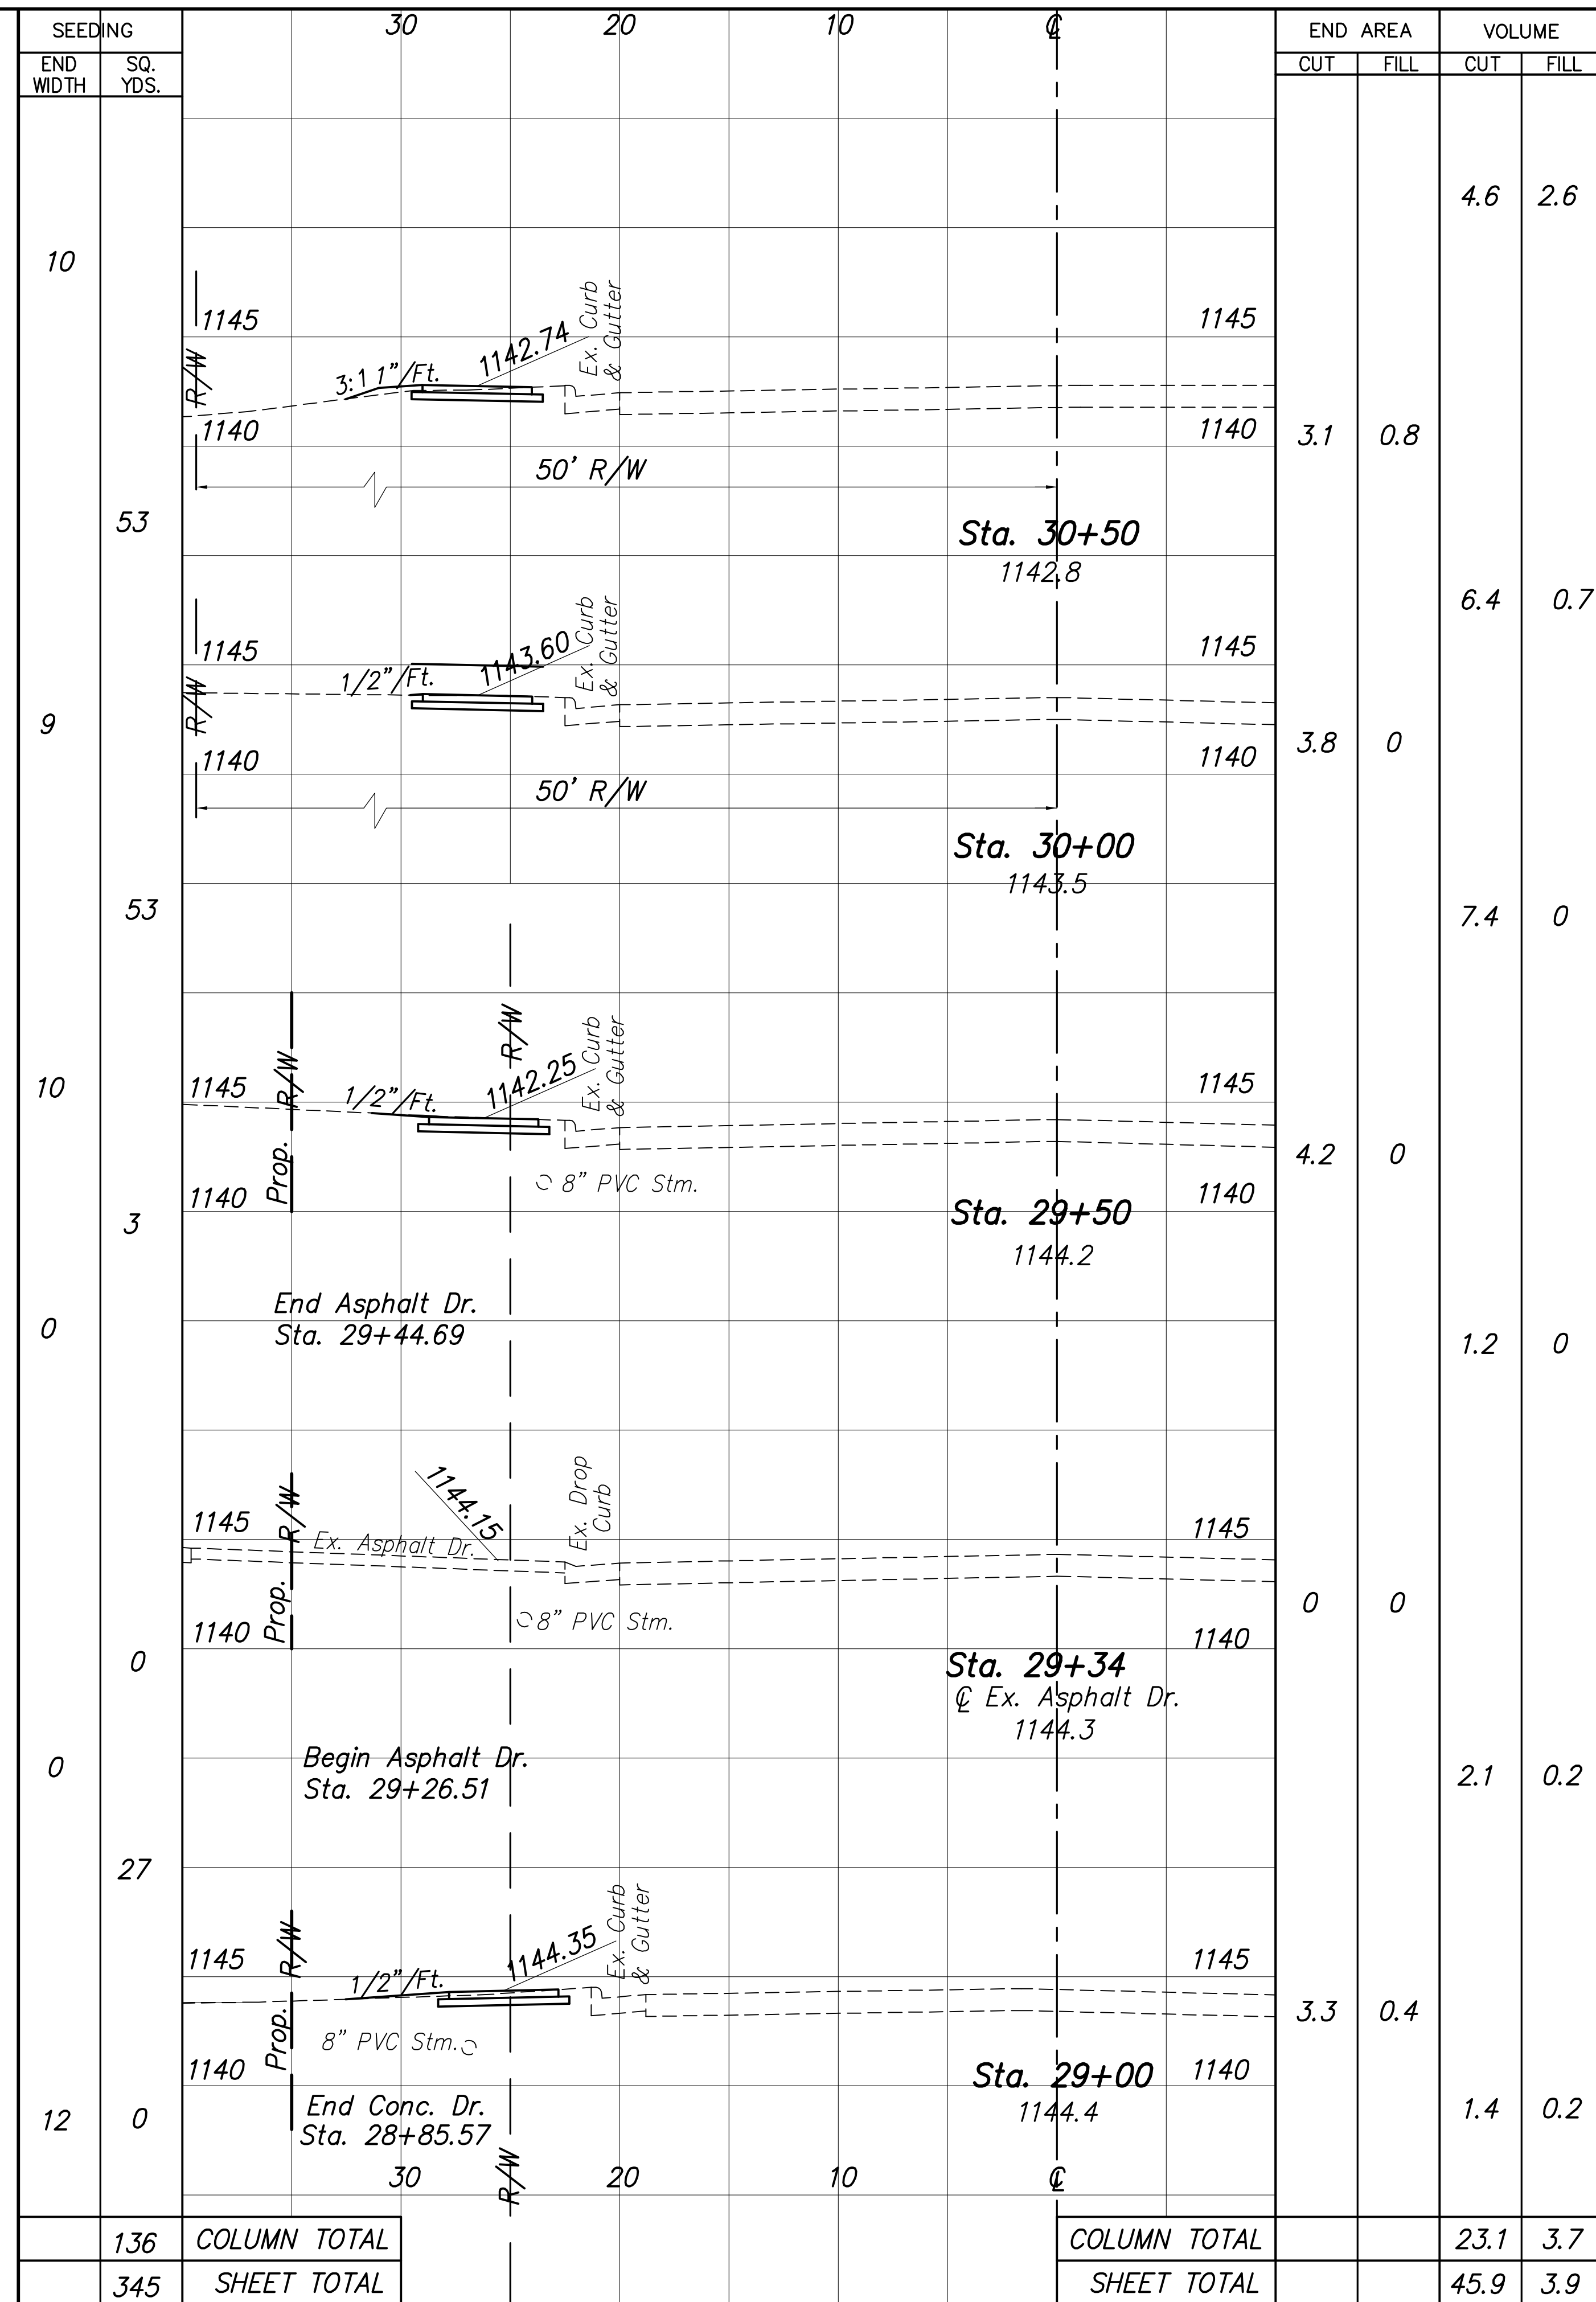 SEEDING
END WIDTH
SQ. YDS.
30 20 10 ℄
END AREA
VOLUME
CUT FILL CUT FILL
4.6 2.6
10
1145
1145
3:1 1"/Ft.
1142.74
Ex. Curb
& Gutter
R/W
1140
1140
3.1 0.8
50' R/W
53
Sta. 30+50
1142.8
6.4 0.7
1145
1145
1/2"/Ft.
1143.60
Ex. Curb
& Gutter
R/W
9
1140
1140
3.8 0
50' R/W
Sta. 30+00
1143.5
53
7.4 0
R/W
Ex. Curb
& Gutter
1142.25
10
1145
Prop. R/W
1/2"/Ft.
1145
4.2 0
8" PVC Stm.
1140
1140
3
Sta. 29+50
1144.2
End Asphalt Dr.
Sta. 29+44.69
0
1.2 0
1144.15
Ex. Drop
Curb
1145
Prop. R/W
1145
Ex. Asphalt Dr.
0 0
8" PVC Stm.
1140
1140
0
Sta. 29+34
℄ Ex. Asphalt Dr.
1144.3
Begin Asphalt Dr.
Sta. 29+26.51
0
2.1 0.2
27
1144.35
Ex. Curb
& Gutter
1145
Prop. R/W
1/2"/Ft.
1145
3.3 0.4
8" PVC Stm.
1140
1140
Sta. 29+00
1144.4
End Conc. Dr.
Sta. 28+85.57
12 0
1.4 0.2
R/W
30 20 10 ℄
136 COLUMN TOTAL
COLUMN TOTAL 23.1 3.7
345 SHEET TOTAL
SHEET TOTAL 45.9 3.9